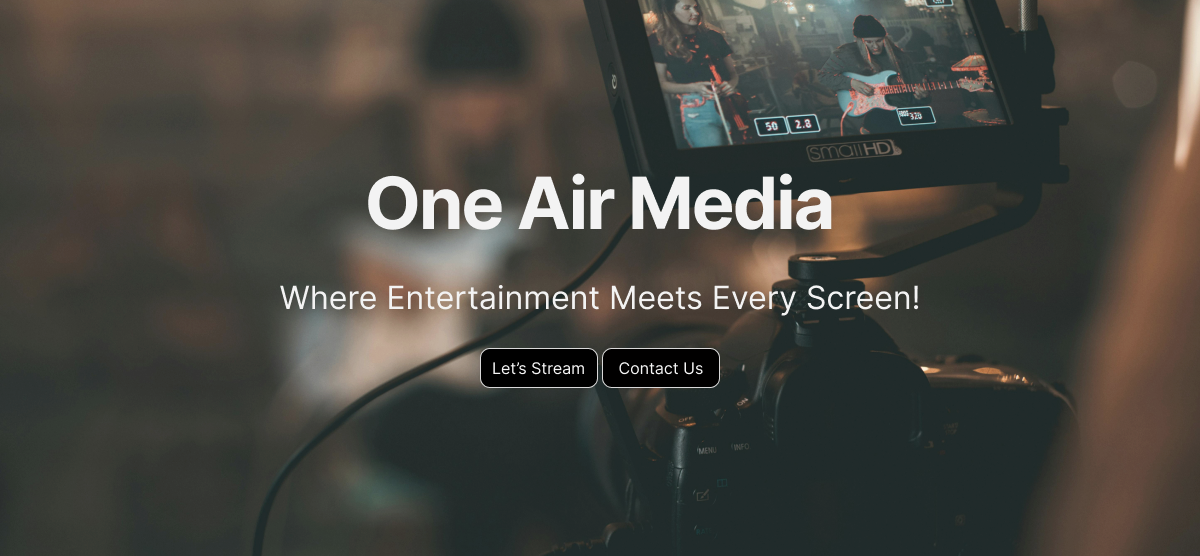 50 2.8
320
smallHD
One Air Media
Where Entertainment Meets Every Screen!
Let’s Stream Contact Us
MENU INFO